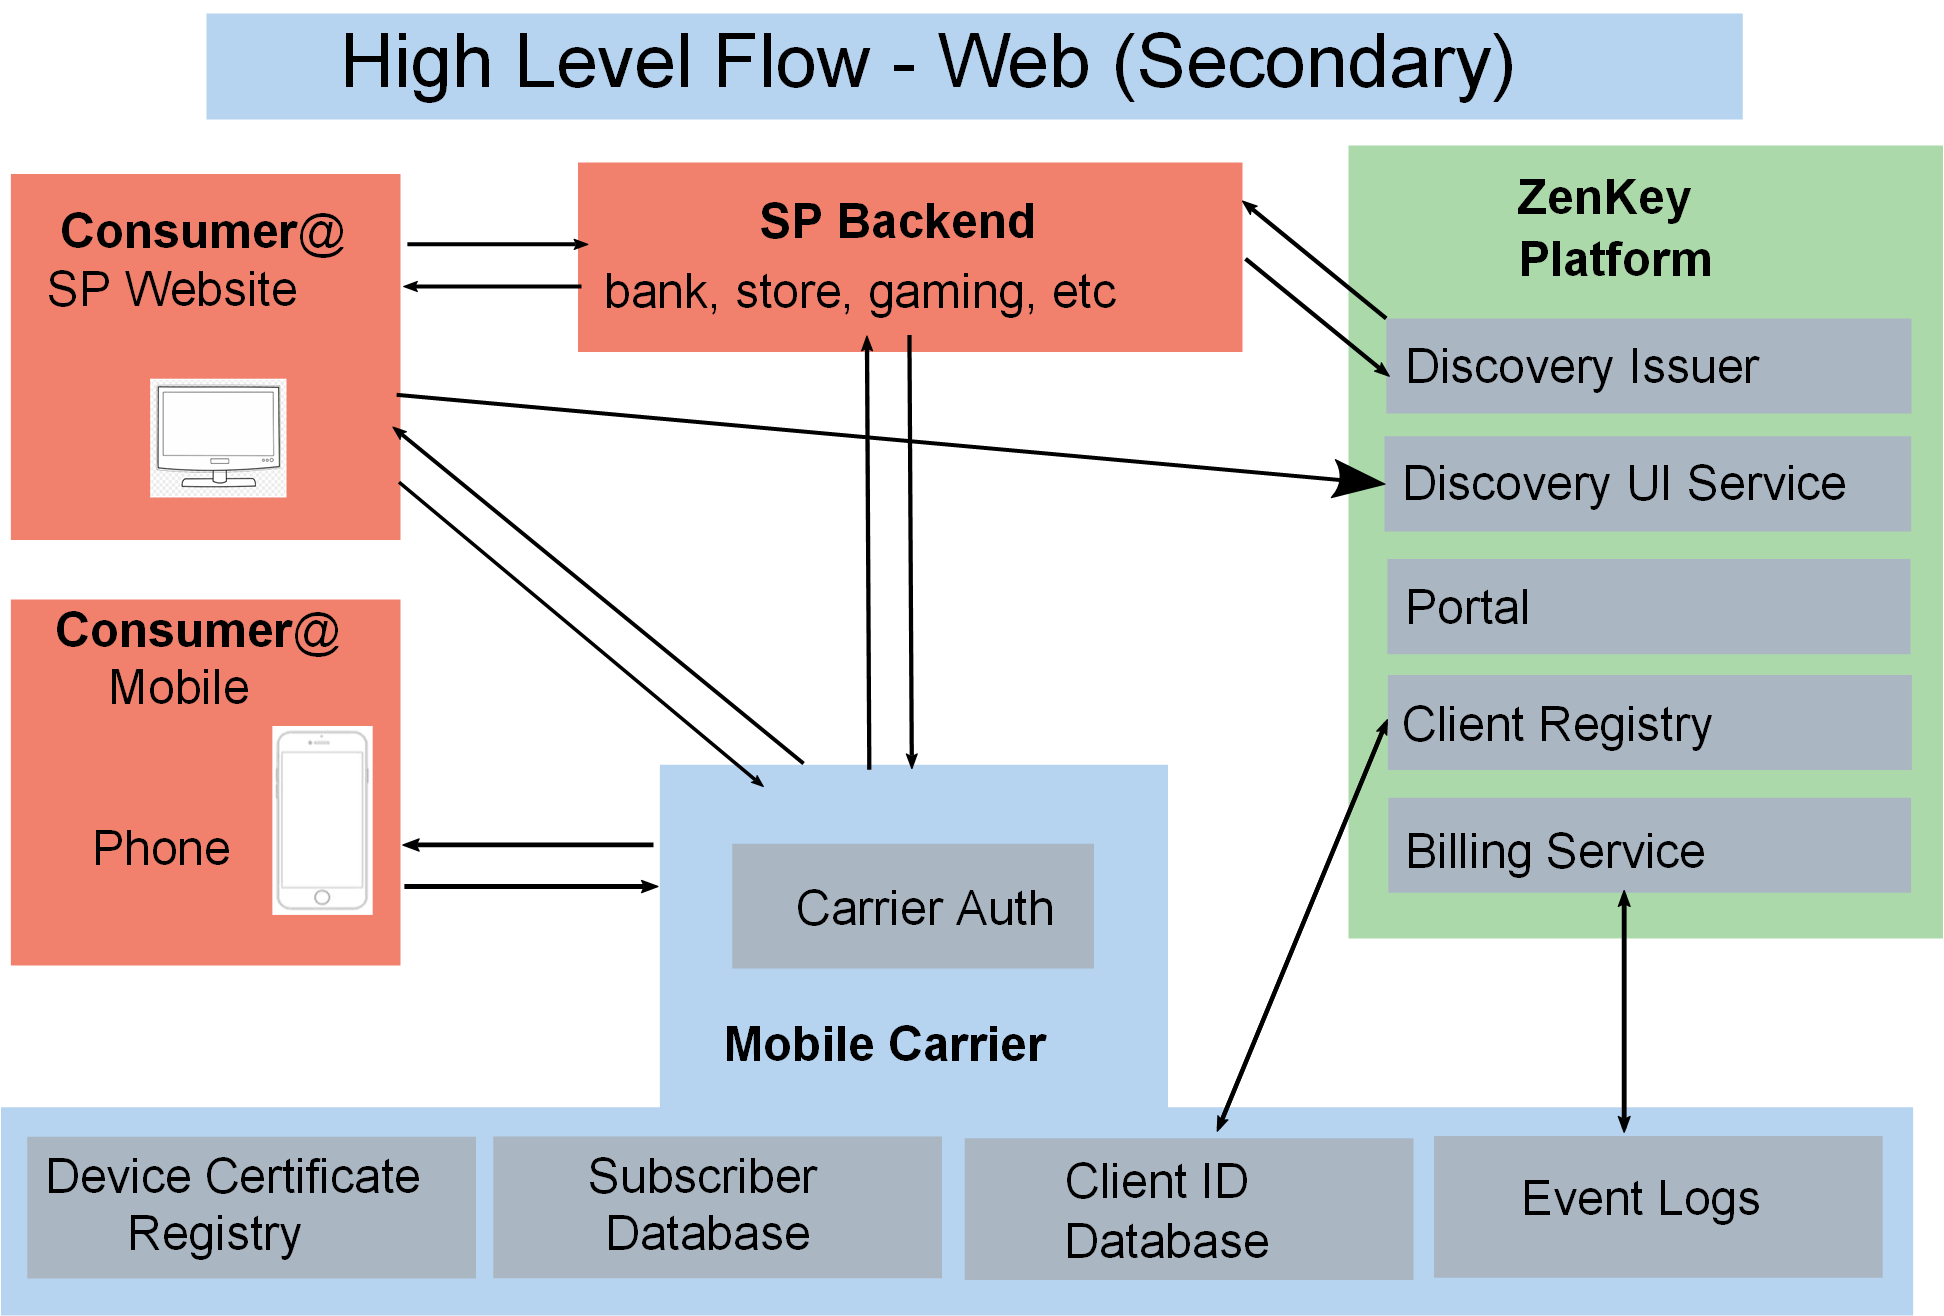 High Level Flow - Web (Secondary)
Consumer@
SP Website
SP Backend
bank, store, gaming, etc
ZenKey
Platform
Discovery Issuer
Discovery UI Service
Portal
Client Registry
Billing Service
Consumer@
Mobile
Phone
Carrier Auth
Mobile Carrier
Device Certificate
Registry
Subscriber
Database
Client ID
Database
Event Logs